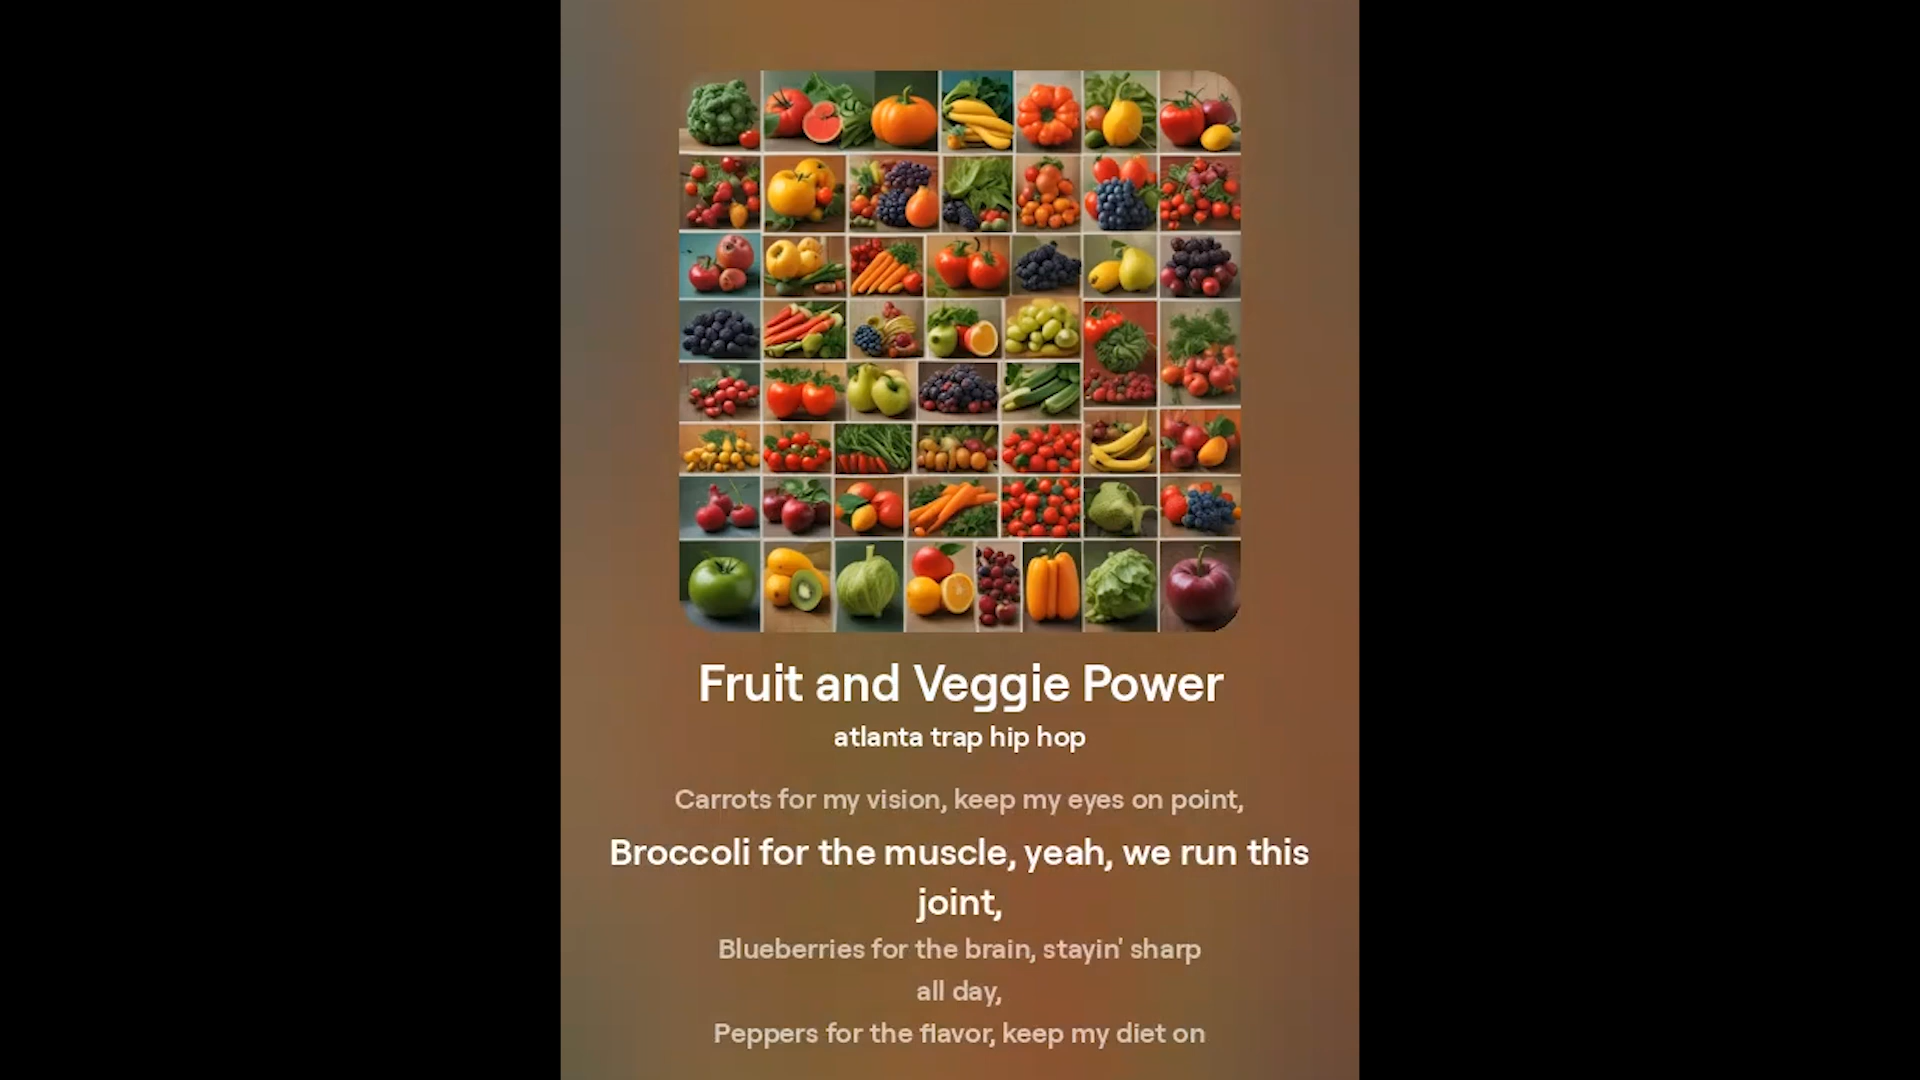 Fruit and Veggie Power
atlanta trap hip hop
Carrots for my vision, keep my eyes on point,
Broccoli for the muscle, yeah, we run this
joint,
Blueberries for the brain, stayin' sharp
all day,
Peppers for the flavor, keep my diet on